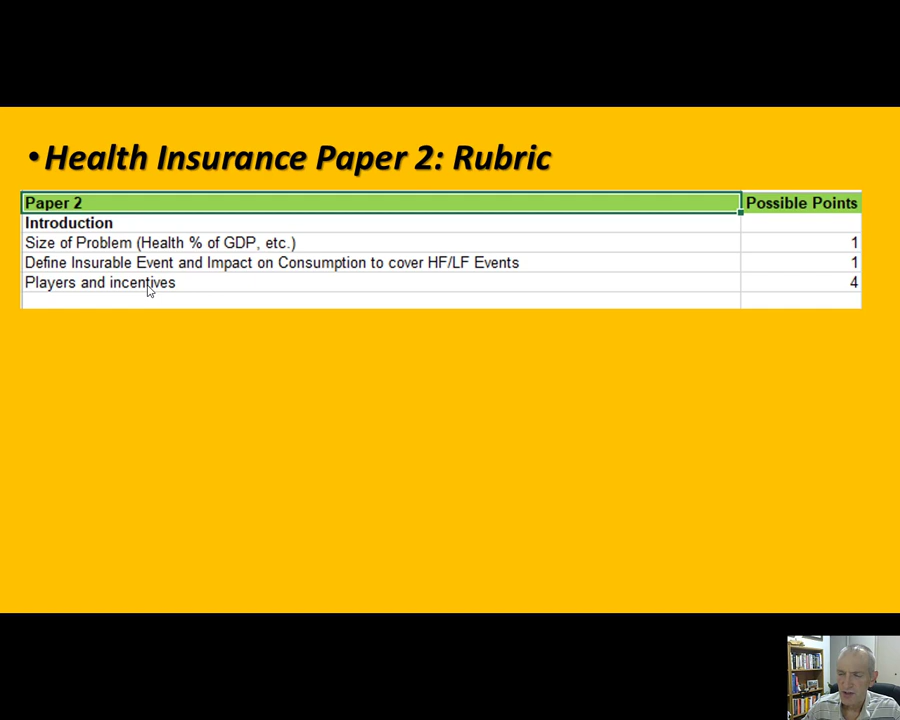 •Health Insurance Paper 2: Rubric
Paper 2 Possible Points
Introduction
Size of Problem (Health % of GDP, etc.) 1
Define Insurable Event and Impact on Consumption to cover HF/LF Events 1
Players and incentives 4